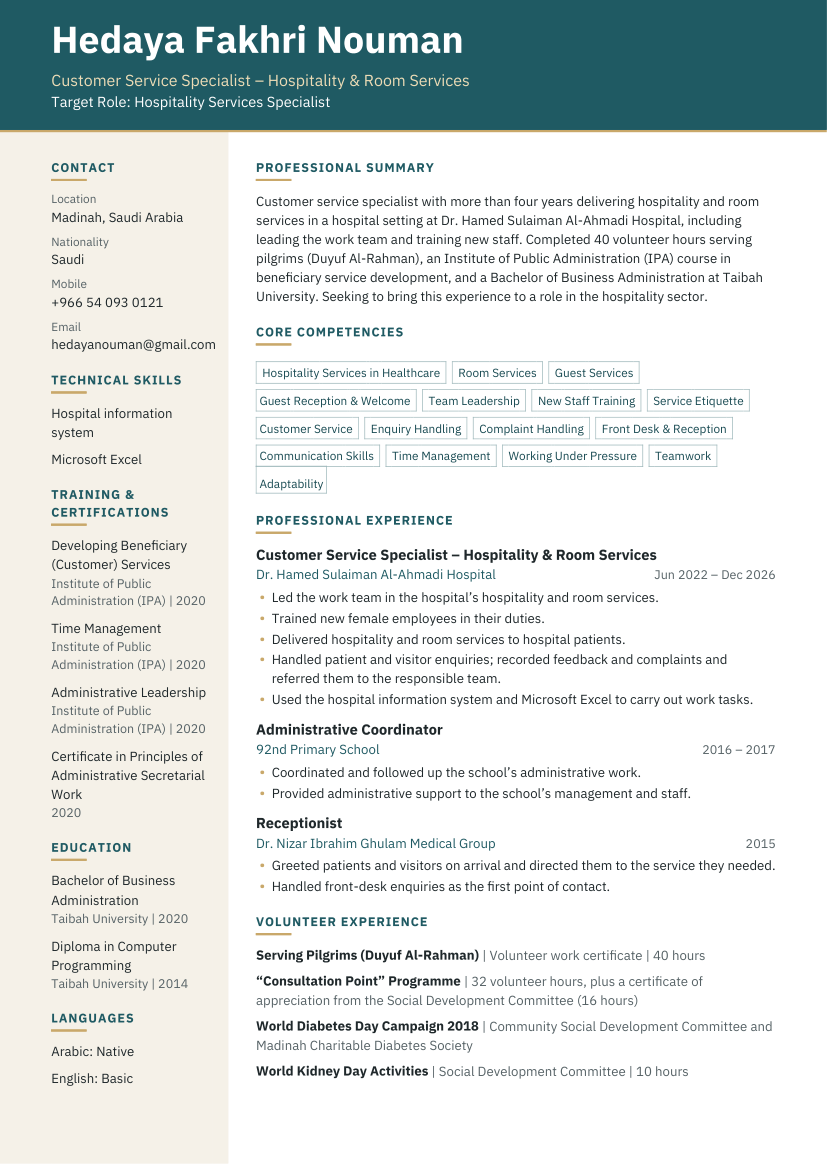 Hedaya Fakhri Nouman
Customer Service Specialist – Hospitality & Room Services
Target Role: Hospitality Services Specialist
CONTACT
Location
Madinah, Saudi Arabia
Nationality
Saudi
Mobile
+966 54 093 0121
Email
hedayanouman@gmail.com
TECHNICAL SKILLS
Hospital information
system
Microsoft Excel
TRAINING &
CERTIFICATIONS
Developing Beneficiary
(Customer) Services
Institute of Public
Administration (IPA) | 2020
Time Management
Institute of Public
Administration (IPA) | 2020
Administrative Leadership
Institute of Public
Administration (IPA) | 2020
Certificate in Principles of
Administrative Secretarial
Work
2020
EDUCATION
Bachelor of Business
Administration
Taibah University | 2020
Diploma in Computer
Programming
Taibah University | 2014
LANGUAGES
Arabic: Native
English: Basic
PROFESSIONAL SUMMARY
Customer service specialist with more than four years delivering hospitality and room
services in a hospital setting at Dr. Hamed Sulaiman Al-Ahmadi Hospital, including
leading the work team and training new staff. Completed 40 volunteer hours serving
pilgrims (Duyuf Al-Rahman), an Institute of Public Administration (IPA) course in
beneficiary service development, and a Bachelor of Business Administration at Taibah
University. Seeking to bring this experience to a role in the hospitality sector.
CORE COMPETENCIES
Hospitality Services in Healthcare Room Services Guest Services
Guest Reception & Welcome Team Leadership New Staff Training Service Etiquette
Customer Service Enquiry Handling Complaint Handling Front Desk & Reception
Communication Skills Time Management Working Under Pressure Teamwork
Adaptability
PROFESSIONAL EXPERIENCE
Customer Service Specialist – Hospitality & Room Services
Dr. Hamed Sulaiman Al-Ahmadi Hospital Jun 2022 – Dec 2026
• Led the work team in the hospital’s hospitality and room services.
• Trained new female employees in their duties.
• Delivered hospitality and room services to hospital patients.
• Handled patient and visitor enquiries; recorded feedback and complaints and
referred them to the responsible team.
• Used the hospital information system and Microsoft Excel to carry out work tasks.
Administrative Coordinator
92nd Primary School 2016 – 2017
• Coordinated and followed up the school’s administrative work.
• Provided administrative support to the school’s management and staff.
Receptionist
Dr. Nizar Ibrahim Ghulam Medical Group 2015
• Greeted patients and visitors on arrival and directed them to the service they needed.
• Handled front-desk enquiries as the first point of contact.
VOLUNTEER EXPERIENCE
Serving Pilgrims (Duyuf Al-Rahman) | Volunteer work certificate | 40 hours
“Consultation Point” Programme | 32 volunteer hours, plus a certificate of
appreciation from the Social Development Committee (16 hours)
World Diabetes Day Campaign 2018 | Community Social Development Committee and
Madinah Charitable Diabetes Society
World Kidney Day Activities | Social Development Committee | 10 hours